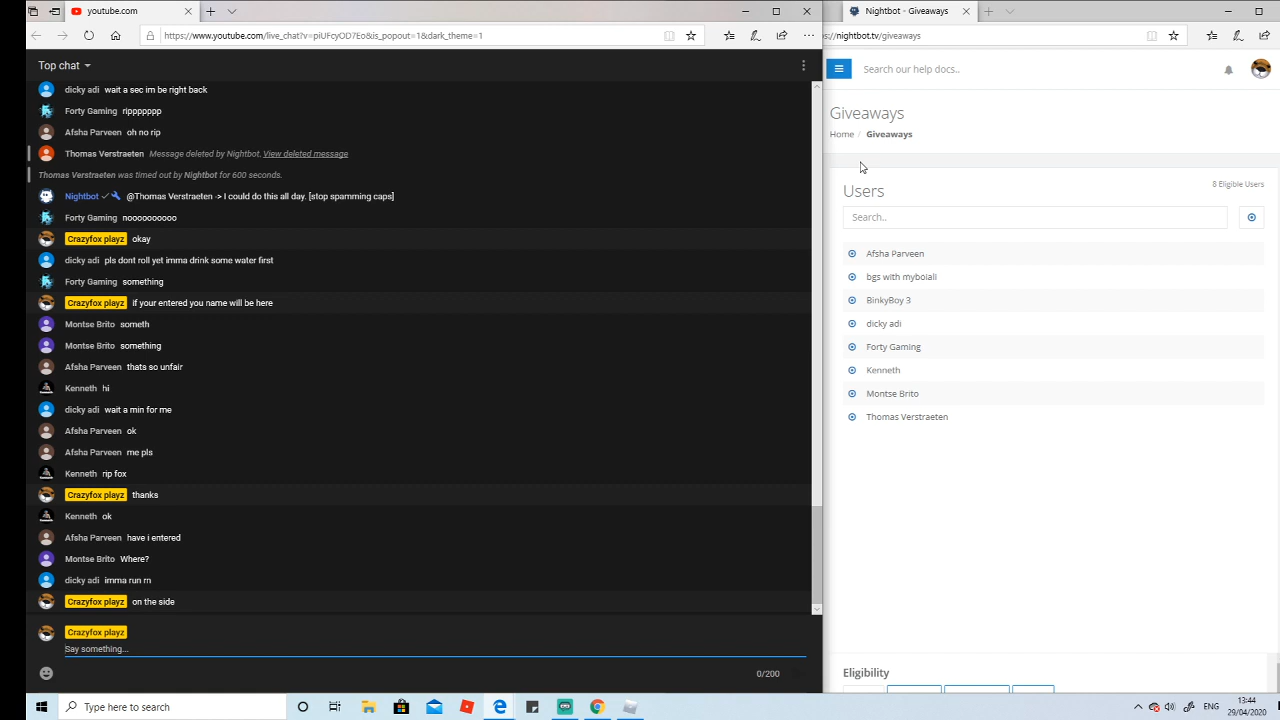 youtube.com
https://www.youtube.com/live_chat?v=piUFcyOD7Eo&is_popout=1&dark_theme=1
Top chat
dicky adi wait a sec im be right back
Forty Gaming rippppppp
Afsha Parveen oh no rip
Thomas Verstraeten Message deleted by Nightbot. View deleted message
Thomas Verstraeten was timed out by Nightbot for 600 seconds.
Nightbot @Thomas Verstraeten -> I could do this all day. [stop spamming caps]
Forty Gaming noooooooooo
Crazyfox playz okay
dicky adi pls dont roll yet imma drink some water first
Forty Gaming something
Crazyfox playz if your entered you name will be here
Montse Brito someth
Montse Brito something
Afsha Parveen thats so unfair
Kenneth hi
dicky adi wait a min for me
Afsha Parveen ok
Afsha Parveen me pls
Kenneth rip fox
Crazyfox playz thanks
Kenneth ok
Afsha Parveen have i entered
Montse Brito Where?
dicky adi imma run rn
Crazyfox playz on the side
Crazyfox playz
Say something...
0/200
Nightbot - Giveaways
s://nightbot.tv/giveaways
Search our help docs..
Giveaways
Home / Giveaways
Users
8 Eligible Users
Search..
Afsha Parveen
bgs with myboiali
BinkyBoy 3
dicky adi
Forty Gaming
Kenneth
Montse Brito
Thomas Verstraeten
Eligibility
Type here to search
ENG
13:44
29/04/2020